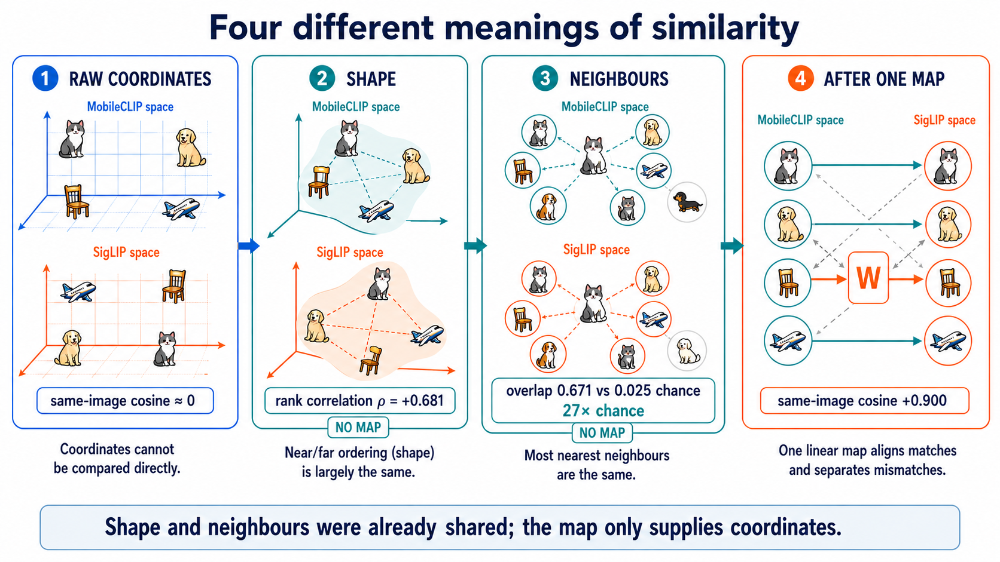 Four different meanings of similarity
1 RAW COORDINATES
MobileCLIP space
SigLIP space
same-image cosine ≈ 0
Coordinates cannot
be compared directly.
2 SHAPE
MobileCLIP space
SigLIP space
rank correlation ρ = +0.681
NO MAP
Near/far ordering (shape)
is largely the same.
3 NEIGHBOURS
MobileCLIP space
SigLIP space
overlap 0.671 vs 0.025 chance
27× chance
NO MAP
Most nearest neighbours
are the same.
4 AFTER ONE MAP
MobileCLIP space
SigLIP space
W
same-image cosine +0.900
One linear map aligns matches
and separates mismatches.
Shape and neighbours were already shared; the map only supplies coordinates.